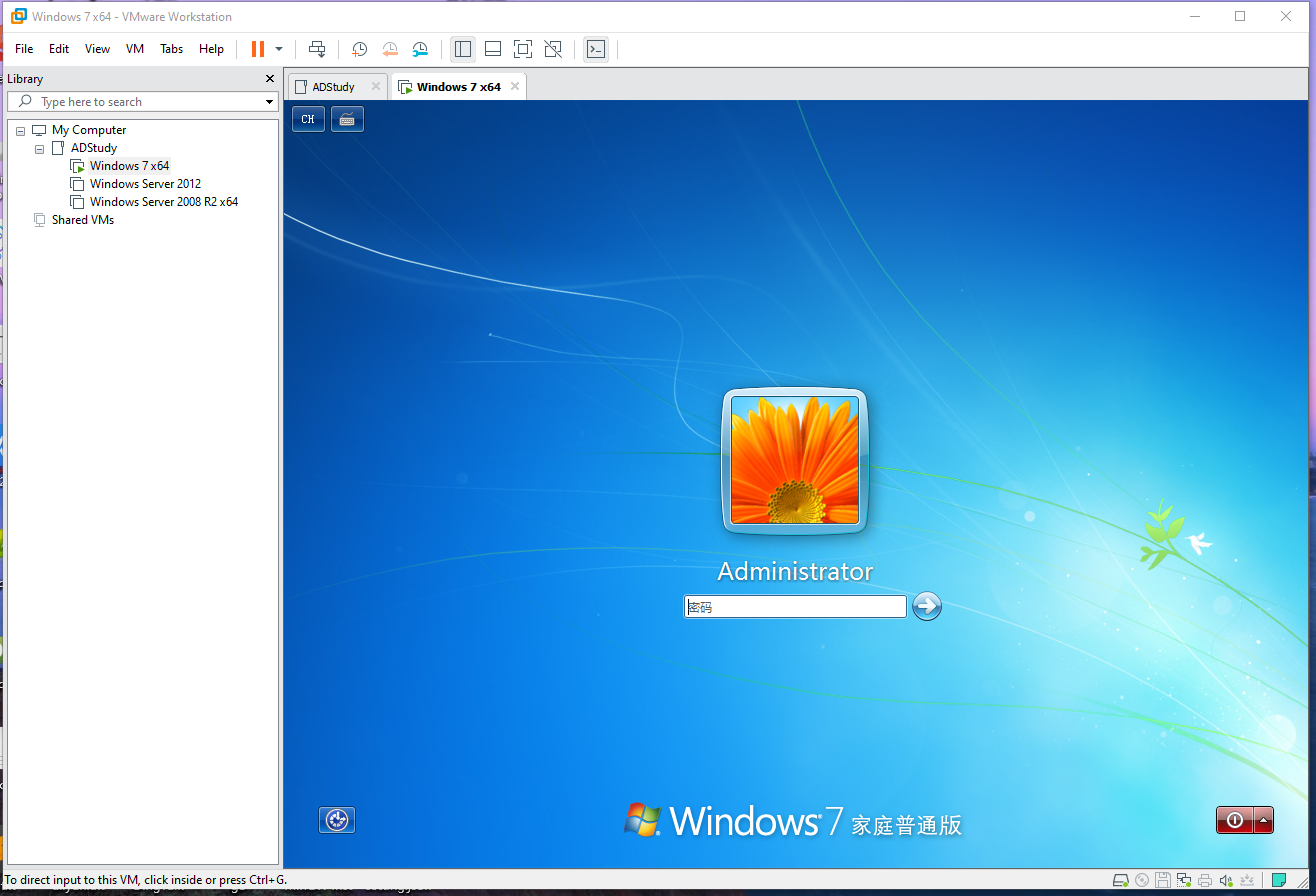 Windows 7 x64 - VMware Workstation
File Edit View VM Tabs Help
Library
Type here to search
My Computer
ADStudy
Windows 7 x64
Windows Server 2012
Windows Server 2008 R2 x64
Shared VMs
ADStudy
Windows 7 x64
CH
Administrator
密码
Windows 7 家庭普通版
To direct input to this VM, click inside or press Ctrl+G.